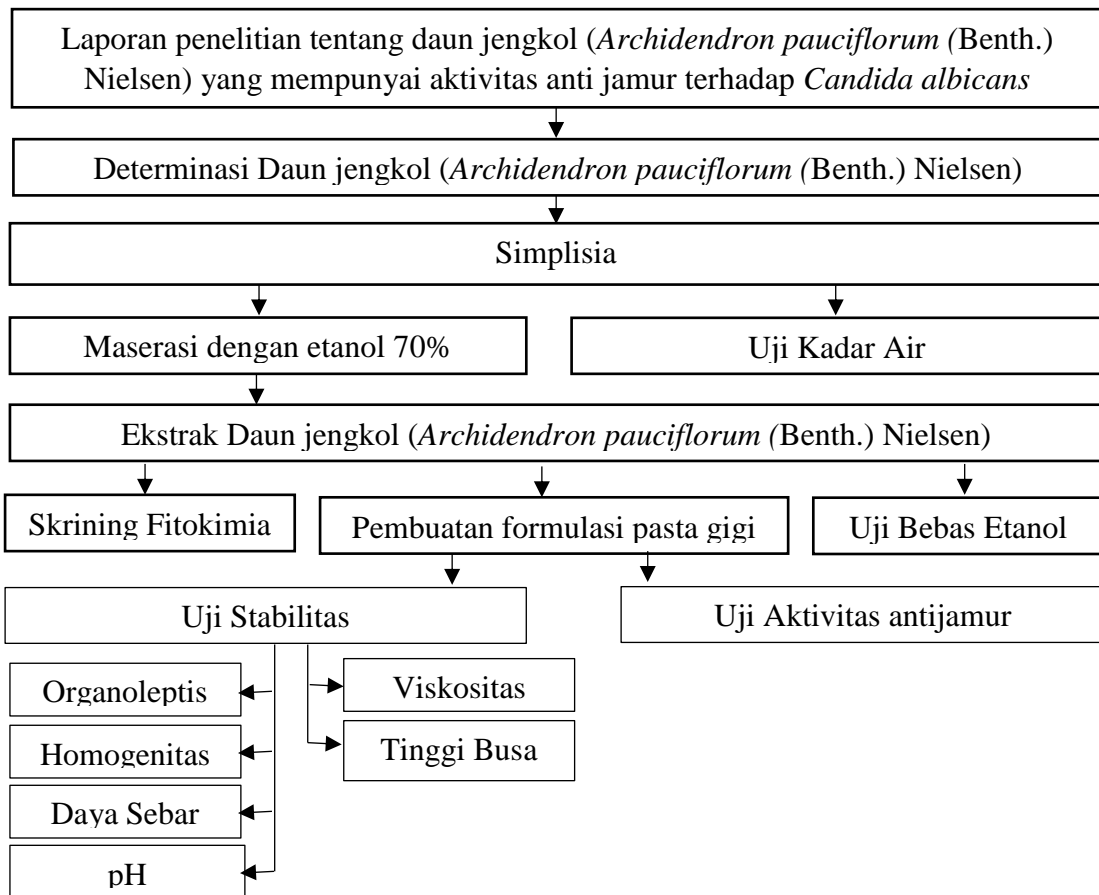 Laporan penelitian tentang daun jengkol (Archidendron pauciflorum (Benth.)
Nielsen) yang mempunyai aktivitas anti jamur terhadap Candida albicans
Determinasi Daun jengkol (Archidendron pauciflorum (Benth.) Nielsen)
Simplisia
Maserasi dengan etanol 70%
Uji Kadar Air
Ekstrak Daun jengkol (Archidendron pauciflorum (Benth.) Nielsen)
Skrining Fitokimia
Pembuatan formulasi pasta gigi
Uji Bebas Etanol
Uji Stabilitas
Uji Aktivitas antijamur
Organoleptis
Viskositas
Homogenitas
Tinggi Busa
Daya Sebar
pH